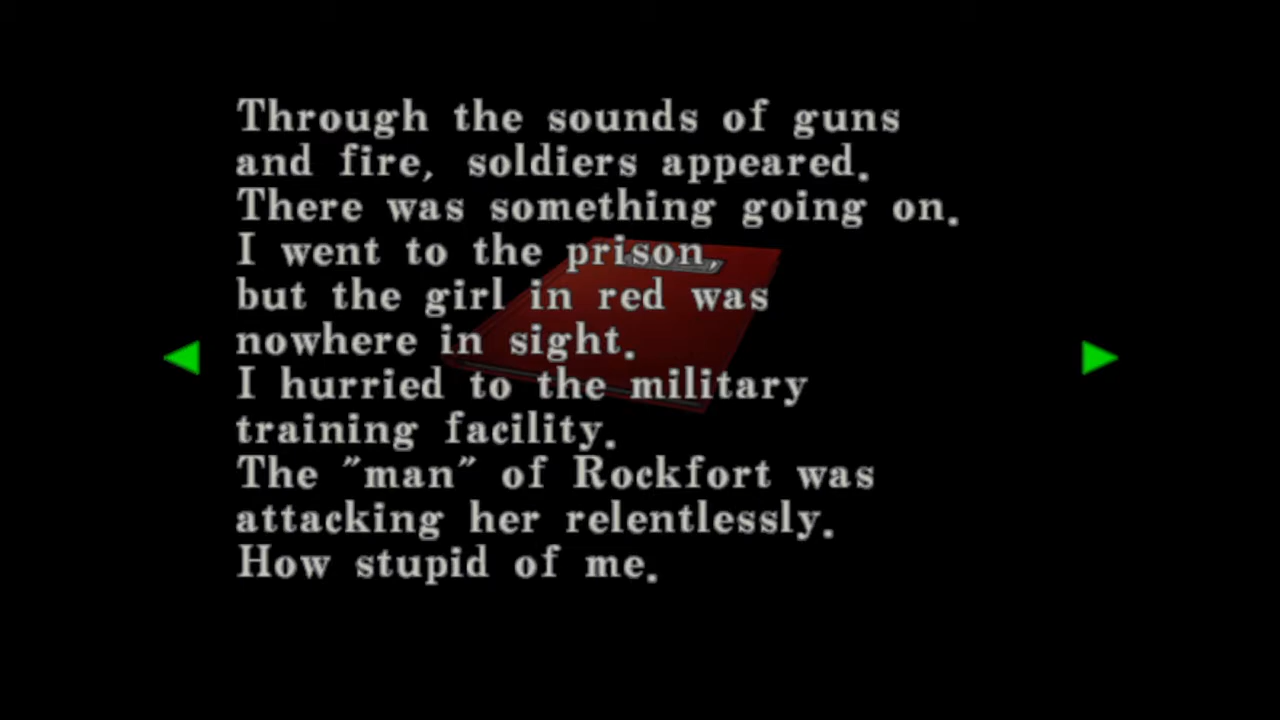 Through the sounds of guns
and fire, soldiers appeared.
There was something going on.
I went to the prison,
but the girl in red was
nowhere in sight.
I hurried to the military
training facility.
The "man" of Rockfort was
attacking her relentlessly.
How stupid of me.